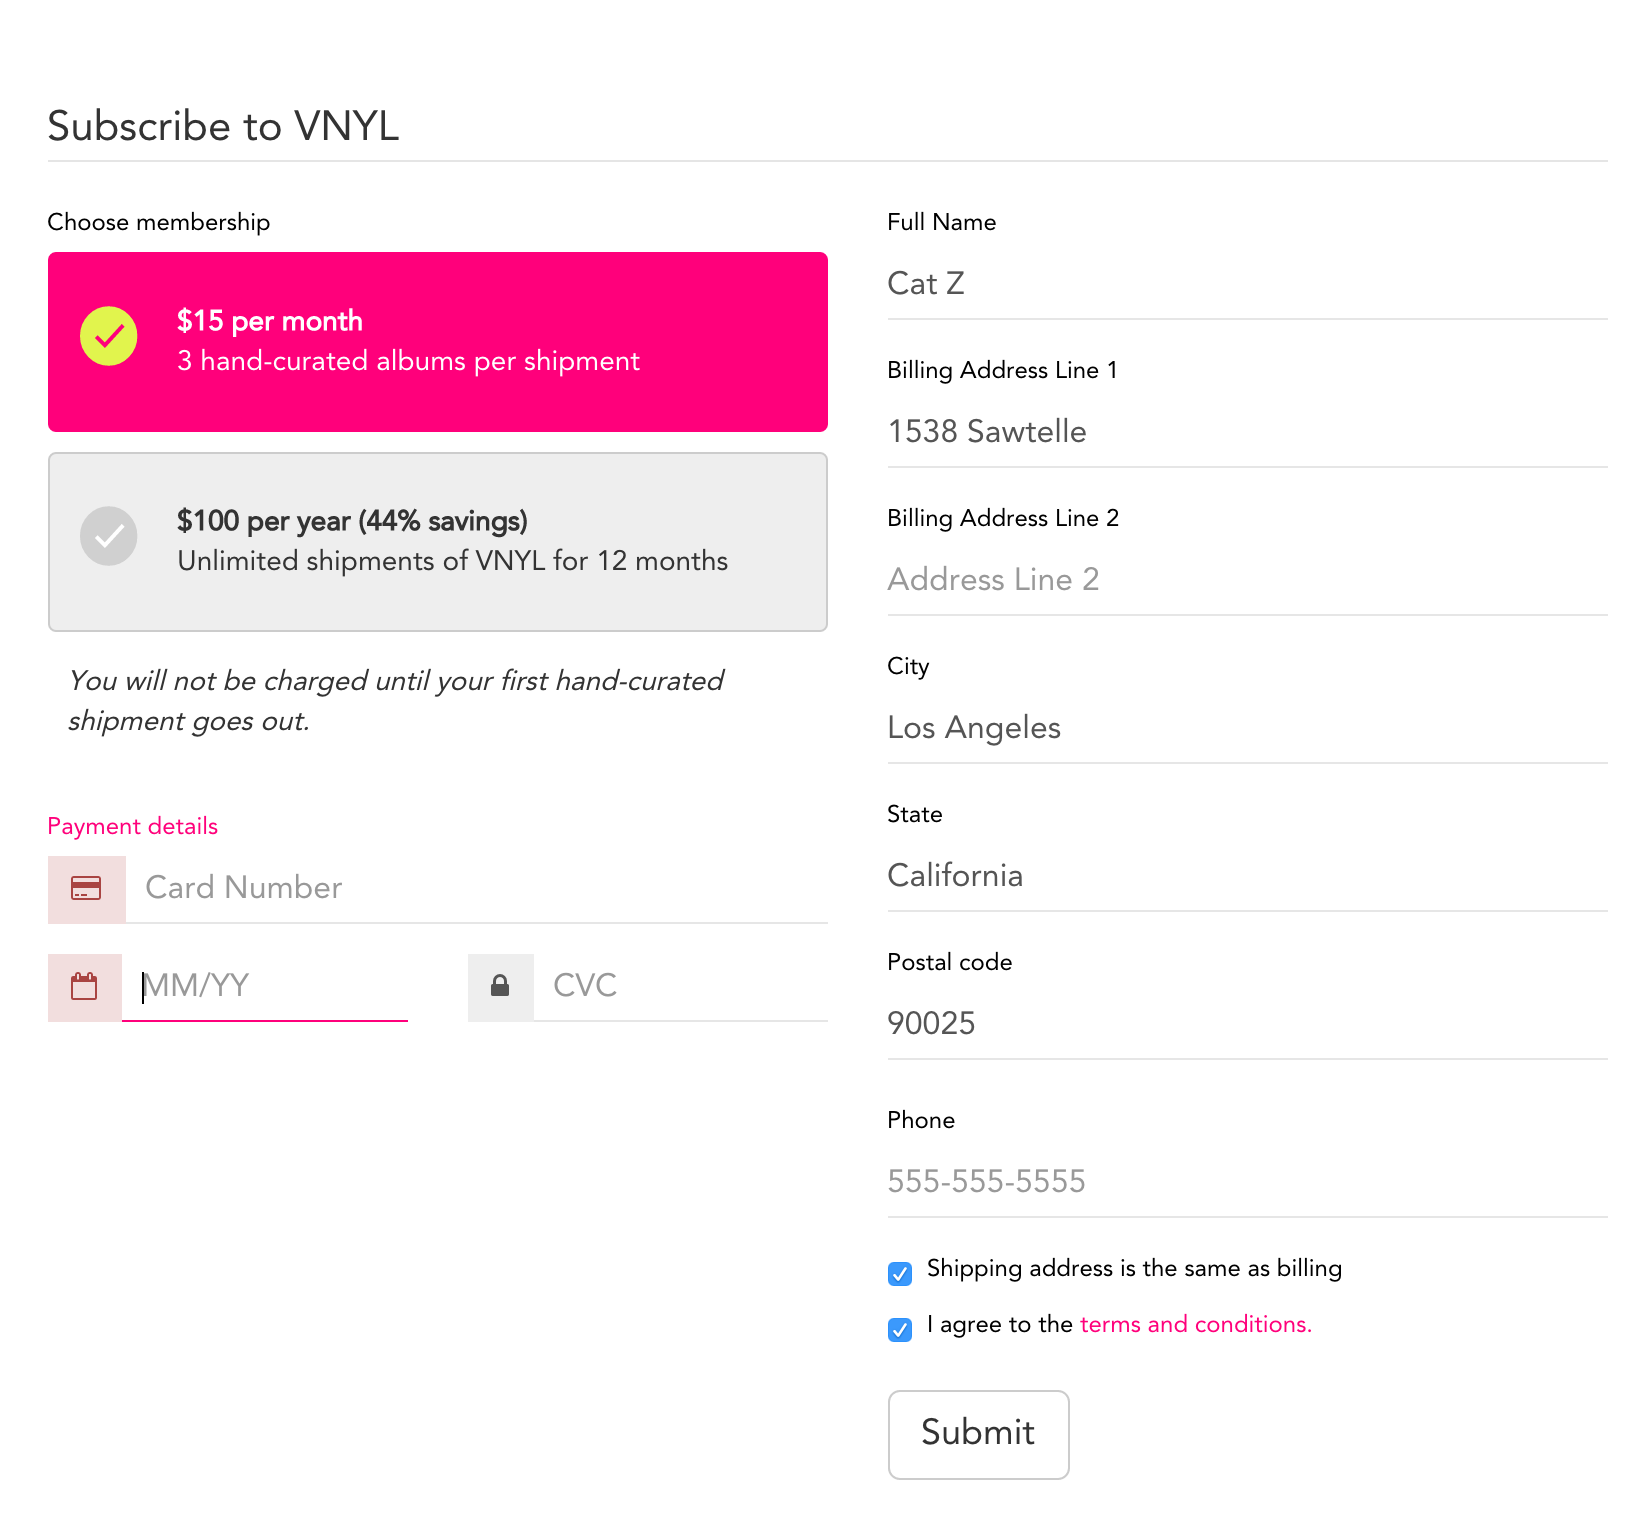 Subscribe to VNYL
Choose membership
$15 per month
3 hand-curated albums per shipment
$100 per year (44% savings)
Unlimited shipments of VNYL for 12 months
You will not be charged until your first hand-curated
shipment goes out.
Payment details
Card Number
MM/YY
CVC
Full Name
Cat Z
Billing Address Line 1
1538 Sawtelle
Billing Address Line 2
Address Line 2
City
Los Angeles
State
California
Postal code
90025
Phone
555-555-5555
Shipping address is the same as billing
I agree to the terms and conditions.
Submit